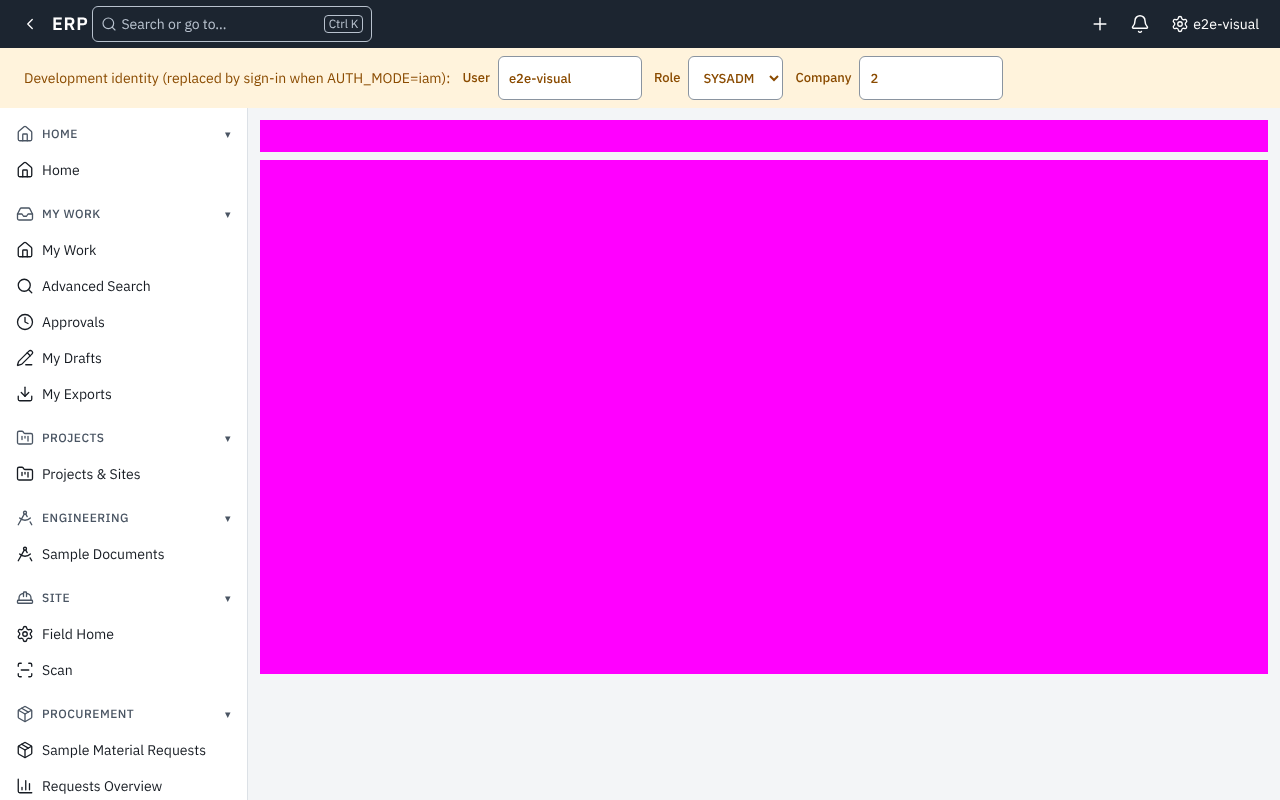 ERP Search or go to... Ctrl K e2e-visual
Development identity (replaced by sign-in when AUTH_MODE=iam): User e2e-visual Role SYSADM Company 2
HOME
Home
MY WORK
My Work
Advanced Search
Approvals
My Drafts
My Exports
PROJECTS
Projects & Sites
ENGINEERING
Sample Documents
SITE
Field Home
Scan
PROCUREMENT
Sample Material Requests
Requests Overview